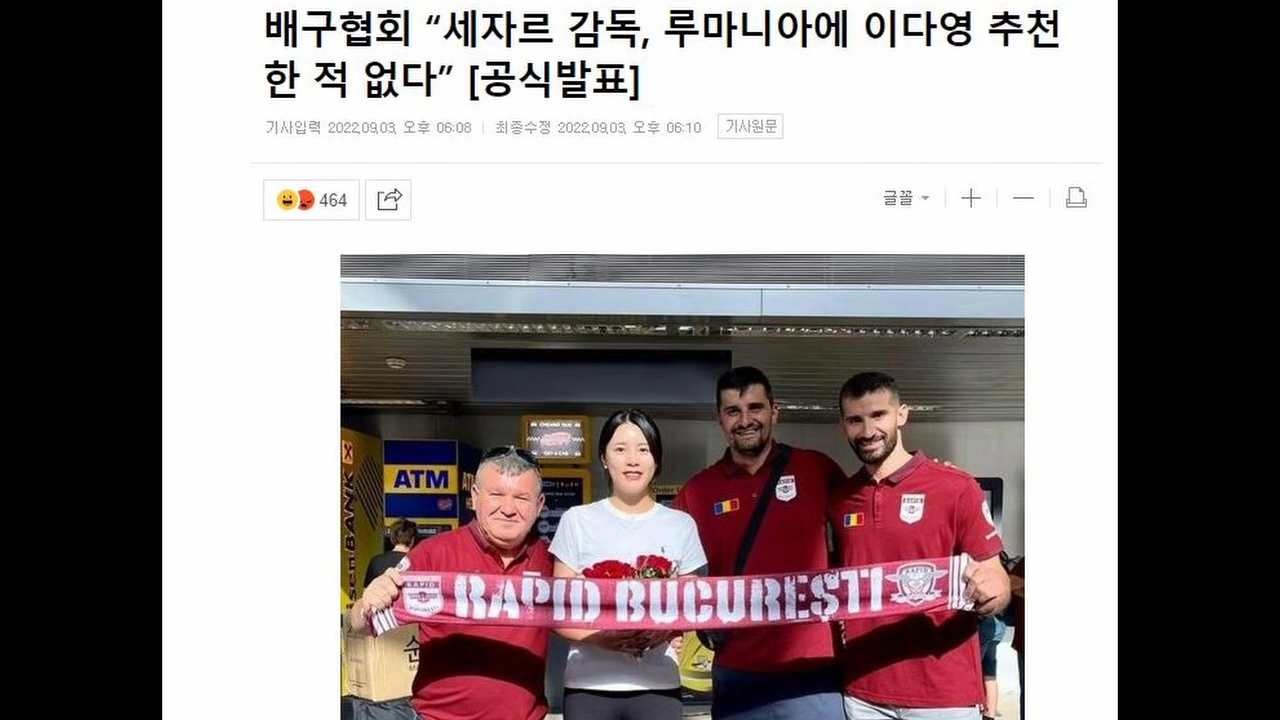 배구협회 “세자르 감독, 루마니아에 이다영 추천
한 적 없다” [공식발표]
기사입력 2022.09.03. 오후 06:08 최종수정 2022.09.03. 오후 06:10 기사원문
464
글꼴
ATM
RAPID BUCUREȘTI
RAPID
RAPID